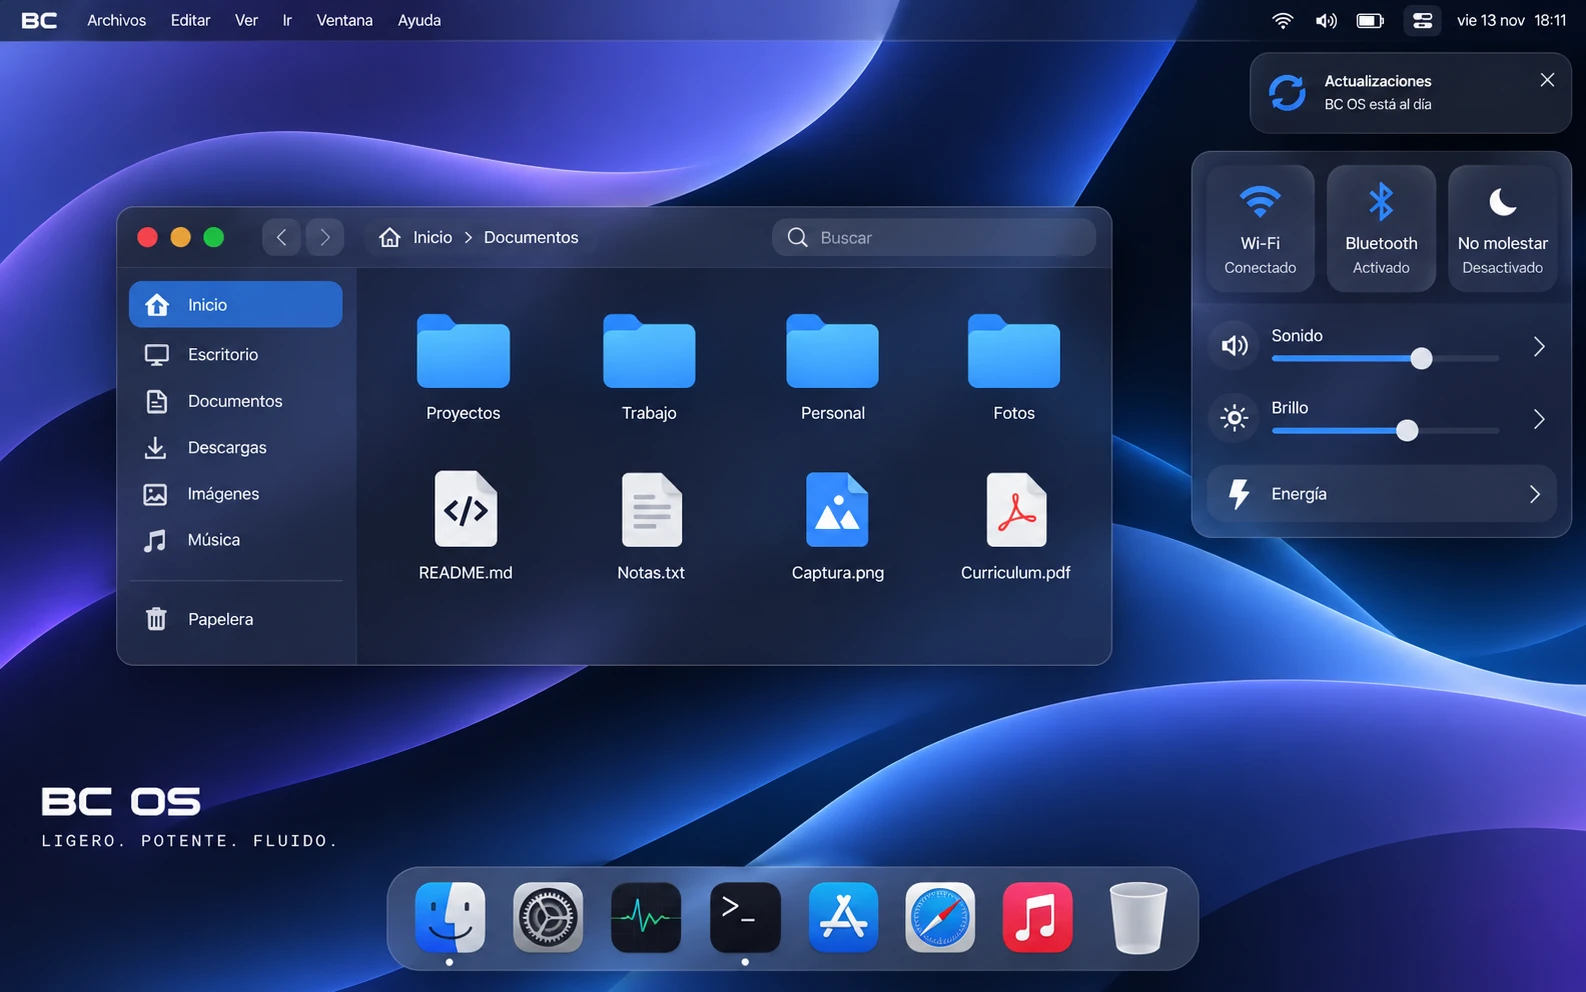 BC Archivos Editar Ver Ir Ventana Ayuda vie 13 nov 18:11
Actualizaciones
BC OS está al día
Wi-Fi Bluetooth No molestar
Conectado Activado Desactivado
Sonido
Brillo
Energía
Inicio > Documentos Buscar
Inicio
Escritorio
Documentos
Descargas
Imágenes
Música
Papelera
Proyectos Trabajo Personal Fotos
</>
README.md Notas.txt Captura.png Curriculum.pdf
BC OS
LIGERO. POTENTE. FLUIDO.
>_